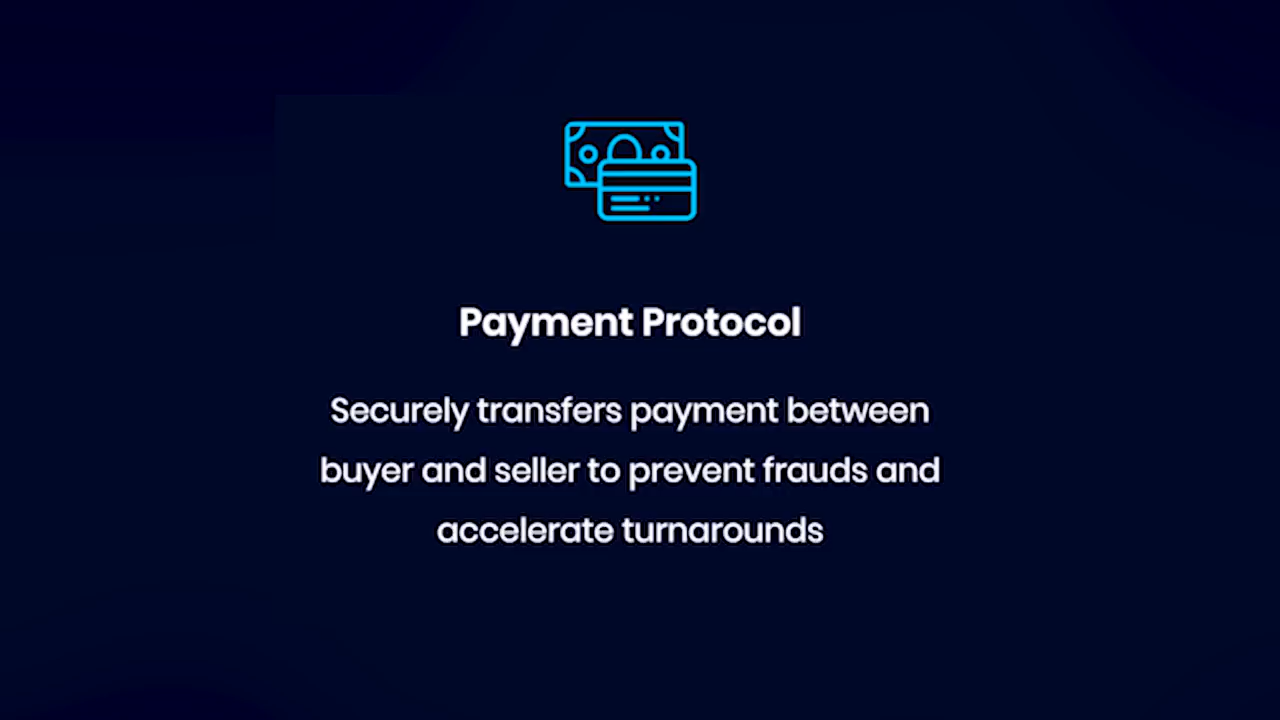 Payment Protocol
Securely transfers payment between
buyer and seller to prevent frauds and
accelerate turnarounds